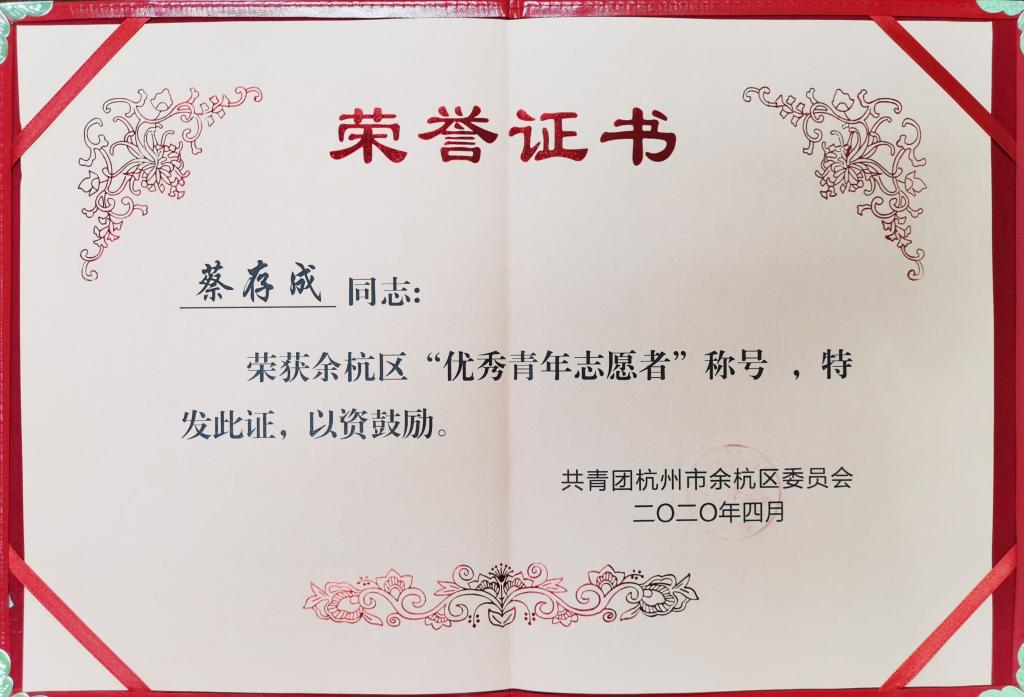 荣誉证书
蔡存成 同志:
荣获余杭区“优秀青年志愿者”称号，特
发此证，以资鼓励。
共青团杭州市余杭区委员会
二〇二〇年四月